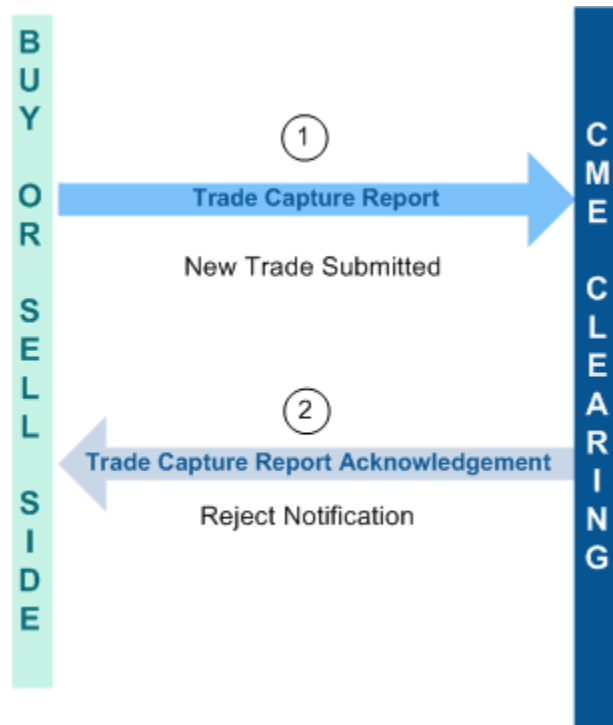 BUY OR SELL SIDE
1
Trade Capture Report
New Trade Submitted
2
Trade Capture Report Acknowledgement
Reject Notification
CME CLEARING